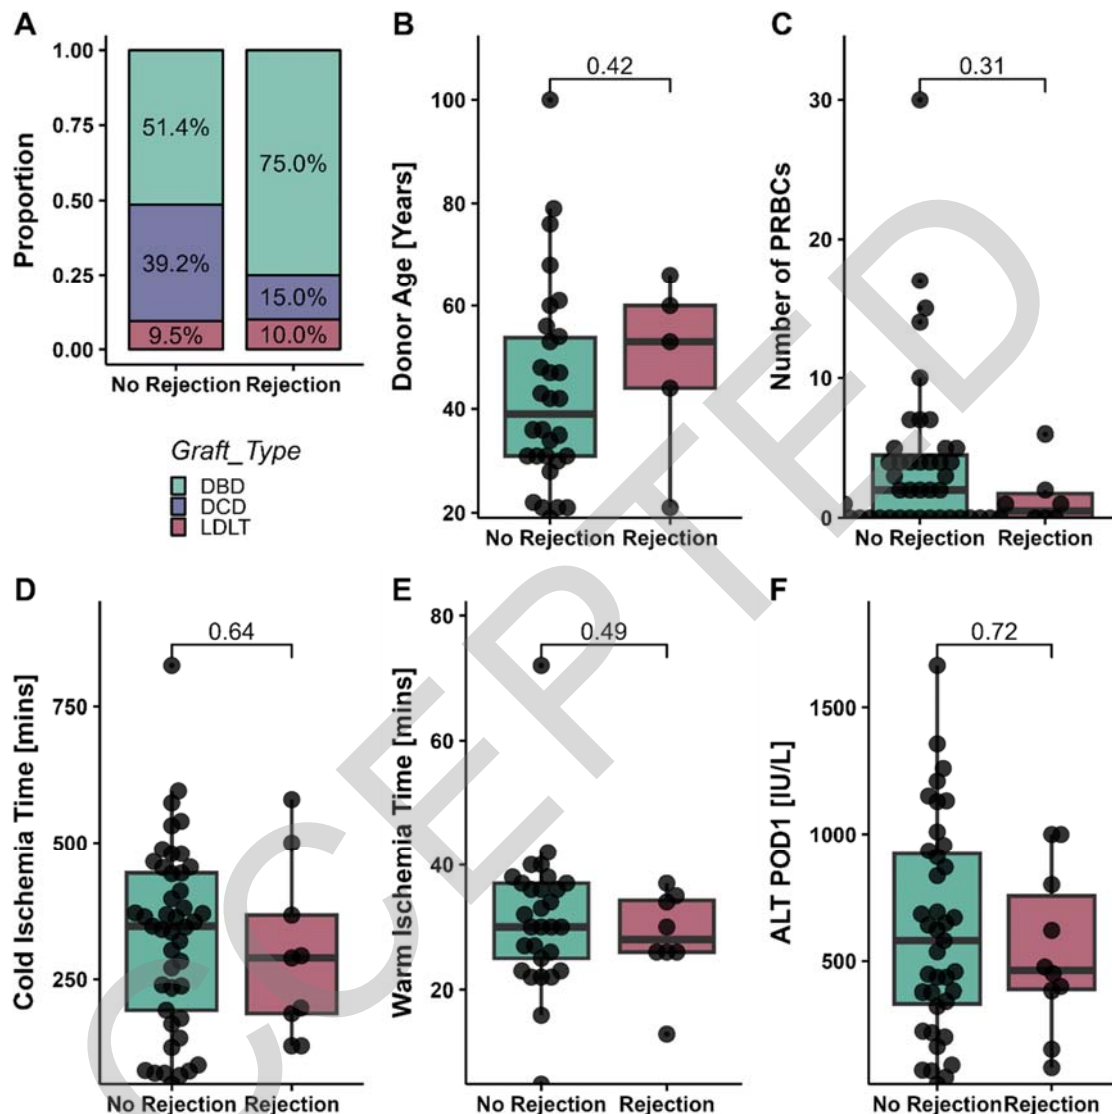 A
Proportion
1.00
0.75
0.50
0.25
0.00
51.4%
39.2%
9.5%
75.0%
15.0%
10.0%
No Rejection Rejection
Graft_Type
DBD
DCD
LDLT
B
Donor Age [Years]
100
80
60
40
20
0.42
No Rejection Rejection
C
Number of PRBCs
30
20
10
0
0.31
No Rejection Rejection
D
Cold Ischemia Time [mins]
750
500
250
0.64
No Rejection Rejection
E
Warm Ischemia Time [mins]
80
60
40
20
0.49
No Rejection Rejection
F
ALT POD1 [IU/L]
1500
1000
500
0.72
No Rejection Rejection
CCEPTED